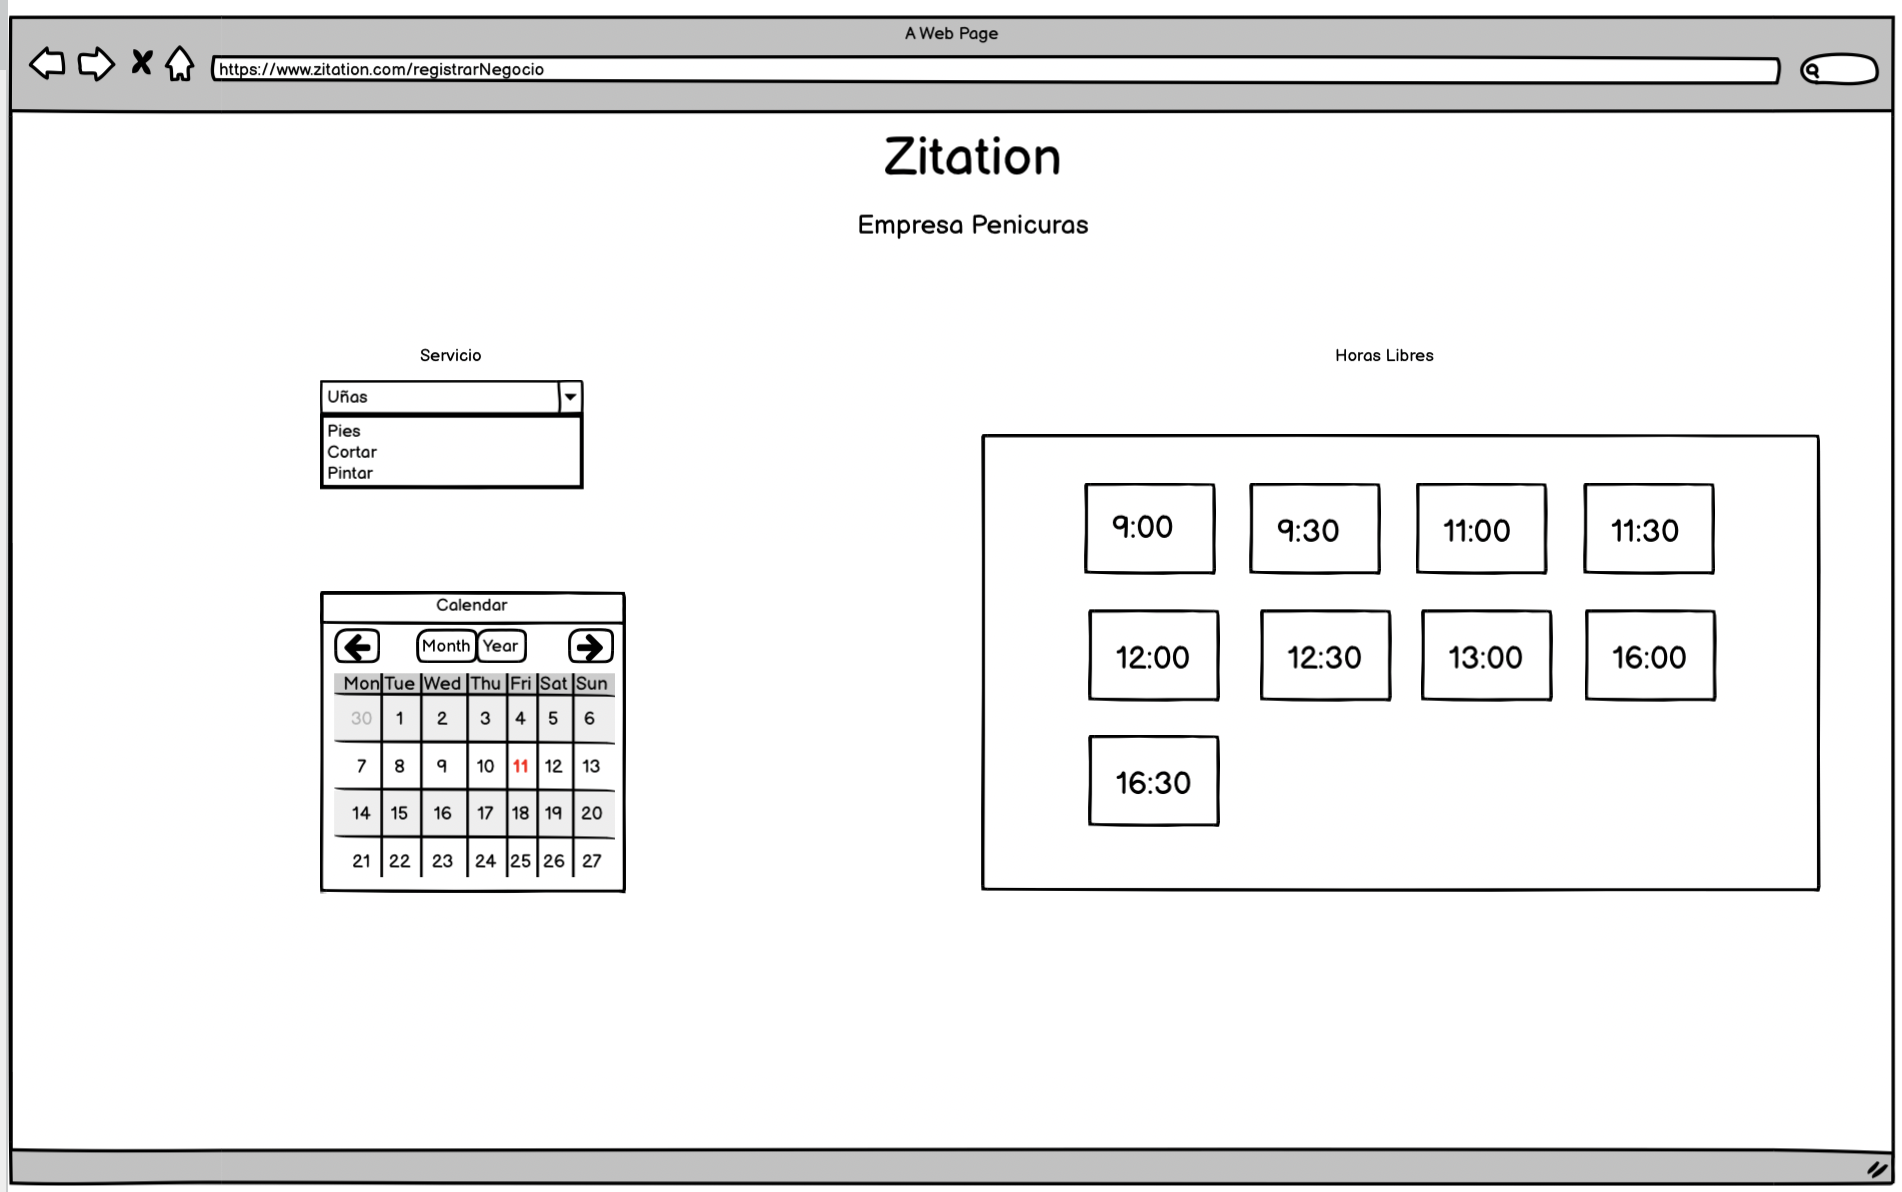 A Web Page
https://www.zitation.com/registrarNegocio
Zitation
Empresa Penicuras
Servicio
Uñas
Pies
Cortar
Pintar
Calendar
Month Year
Mon Tue Wed Thu Fri Sat Sun
30 1 2 3 4 5 6
7 8 9 10 11 12 13
14 15 16 17 18 19 20
21 22 23 24 25 26 27
Horas Libres
9:00 9:30 11:00 11:30
12:00 12:30 13:00 16:00
16:30